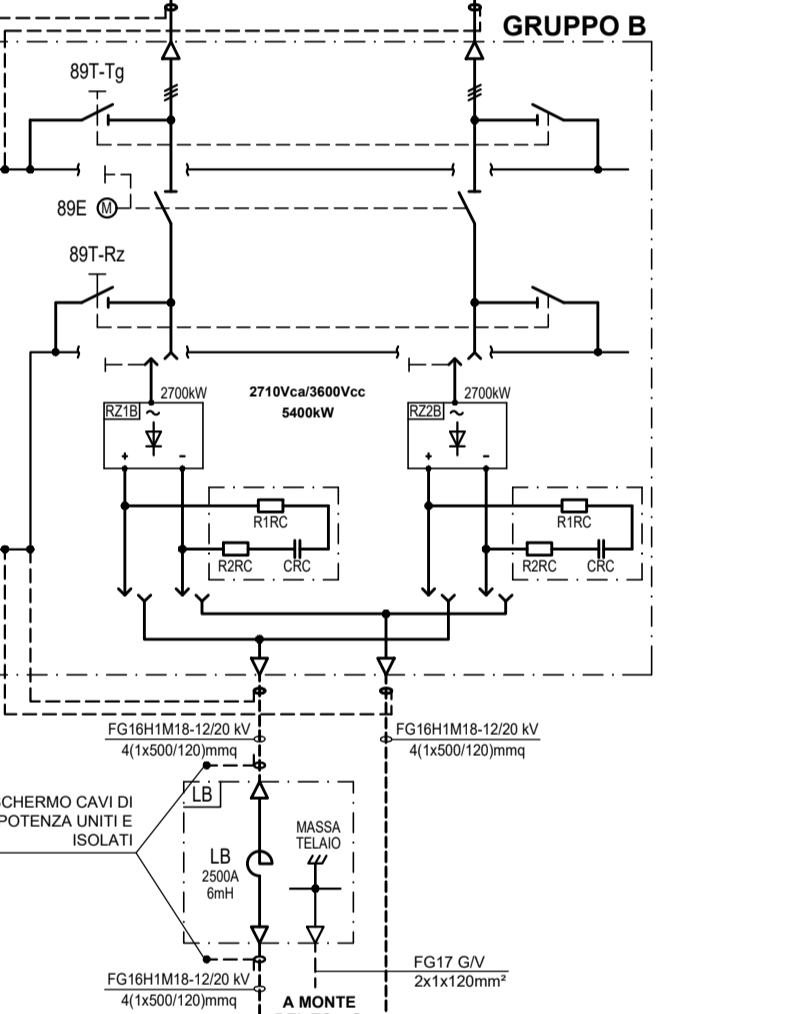 GRUPPO B
89T-Tg
89E
M
89T-Rz
2700kW
2710Vca/3600Vcc
5400kW
2700kW
RZ1B
~
+
-
RZ2B
~
+
-
R1RC
R2RC
CRC
R1RC
R2RC
CRC
FG16H1M18-12/20 kV
4(1x500/120)mmq
FG16H1M18-12/20 kV
4(1x500/120)mmq
CHERMO CAVI DI
POTENZA UNITI E
ISOLATI
LB
LB
2500A
6mH
MASSA
TELAIO
FG16H1M18-12/20 kV
4(1x500/120)mmq
FG17 G/V
2x1x120mm²
A MONTE